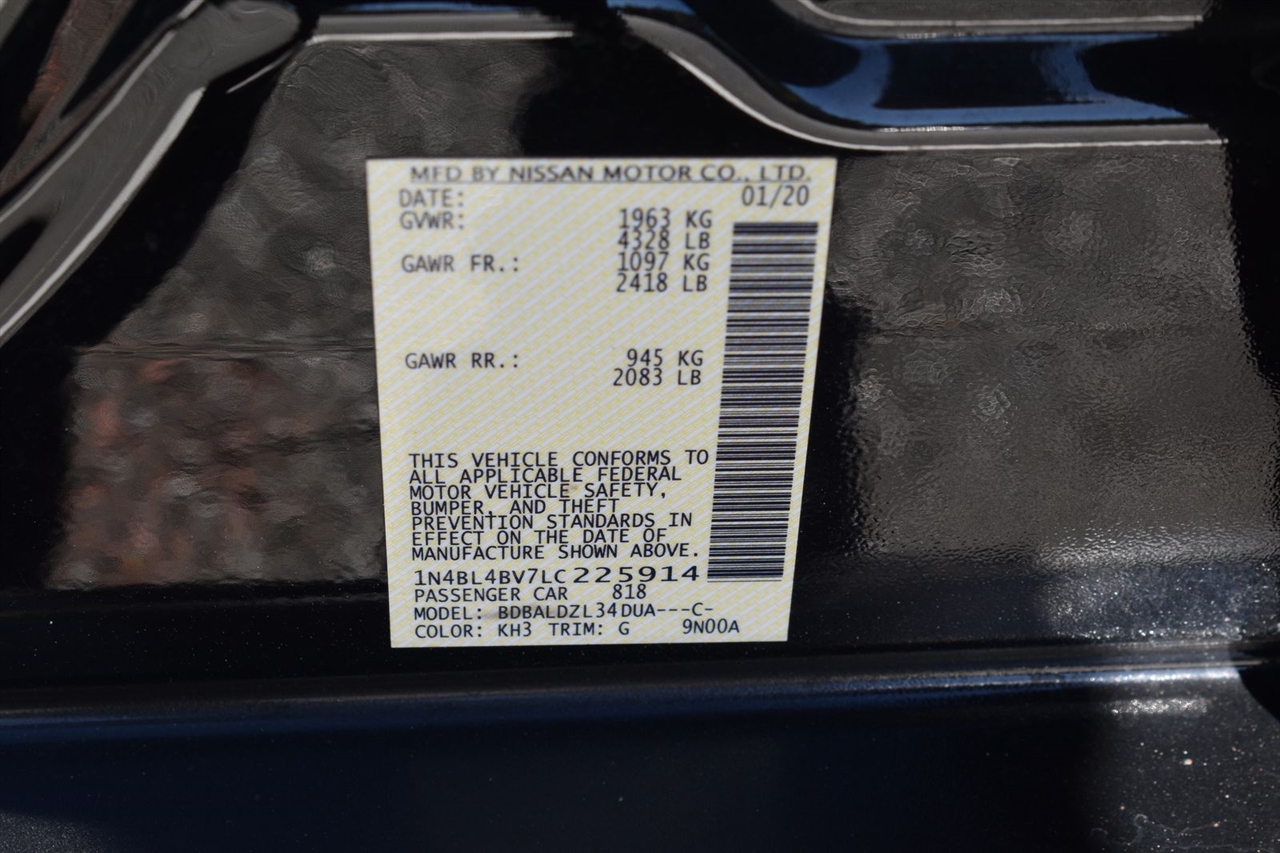 MFD BY NISSAN MOTOR CO., LTD.
DATE: 01/20
GVWR: 1963 KG
4328 LB
GAWR FR.: 1097 KG
2418 LB
GAWR RR.: 945 KG
2083 LB
THIS VEHICLE CONFORMS TO
ALL APPLICABLE FEDERAL
MOTOR VEHICLE SAFETY,
BUMPER, AND THEFT
PREVENTION STANDARDS IN
EFFECT ON THE DATE OF
MANUFACTURE SHOWN ABOVE.
1N4BL4BV7LC225914
PASSENGER CAR 818
MODEL: BDBALDZL34DUA---C-
COLOR: KH3 TRIM: G 9N00A